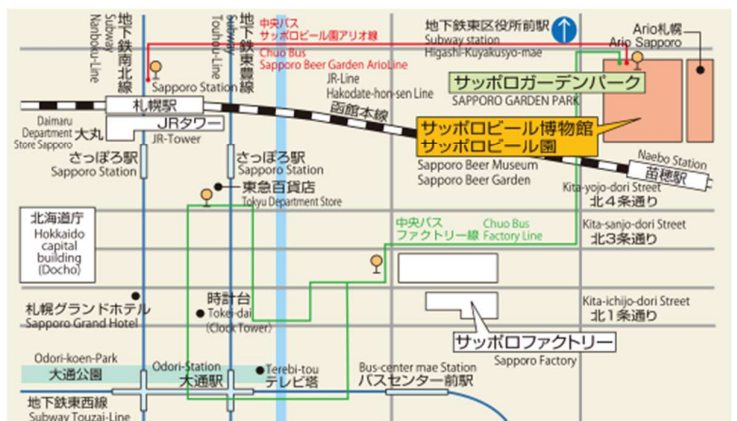 地下鉄南北線
Subway
Nanboku-Line
地下鉄東豊線
Subway
Touhou-Line
中央バス
サッポロビール園アリオ線
Chuo Bus
Sapporo Beer Garden ArioLine
地下鉄東区役所前駅
Subway station
Higashi-Kuyakusyo-mae
Ario札幌
Ario Sapporo
Sapporo Station
札幌駅
JR-Line
Hakodate-hon-sen Line
函館本線
サッポロガーデンパーク
SAPPORO GARDEN PARK
Daimaru
Department
Store Sapporo
大丸
JRタワー
JR-Tower
サッポロビール博物館
サッポロビール園
Sapporo Beer Museum
Sapporo Beer Garden
Naebo Station
苗穂駅
さっぽろ駅
Sapporo Station
さっぽろ駅
Sapporo Station
東急百貨店
Tokyu Department Store
Kita-yojo-dori Street
北4条通り
北海道庁
Hokkaido
capital
building
(Docho)
中央バス
ファクトリー線
Chuo Bus
Factory Line
Kita-sanjo-dori Street
北3条通り
札幌グランドホテル
Sapporo Grand Hotel
時計台
Tokei-dai
(Clock Tower)
Kita-ichijo-dori Street
北1条通り
サッポロファクトリー
Sapporo Factory
Odori-koen-Park
大通公園
Odori-Station
大通駅
Terebi-tou
テレビ塔
Bus-center mae Station
バスセンター前駅
地下鉄東西線
Subway Touzai-Line